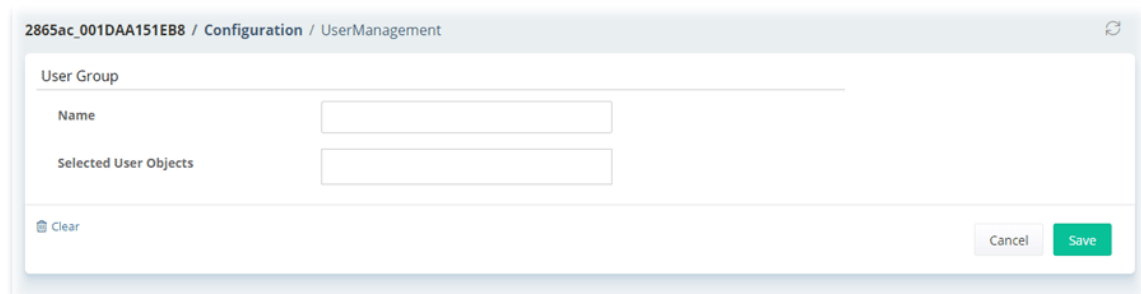 2865ac_001DAA151EB8 / Configuration / UserManagement
User Group
Name
Selected User Objects
Clear
Cancel
Save